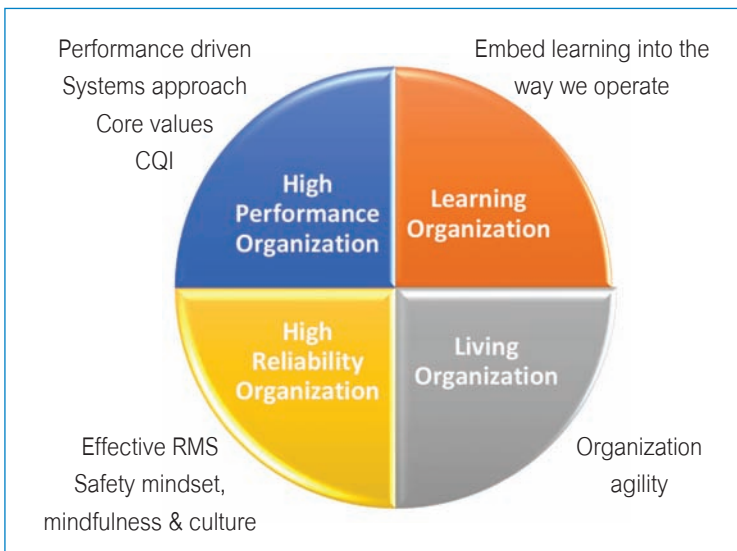 Performance driven
Systems approach
Core values
CQI
Embed learning into the
way we operate
High
Performance
Organization
Learning
Organization
High
Reliability
Organization
Living
Organization
Effective RMS
Safety mindset,
mindfulness & culture
Organization
agility